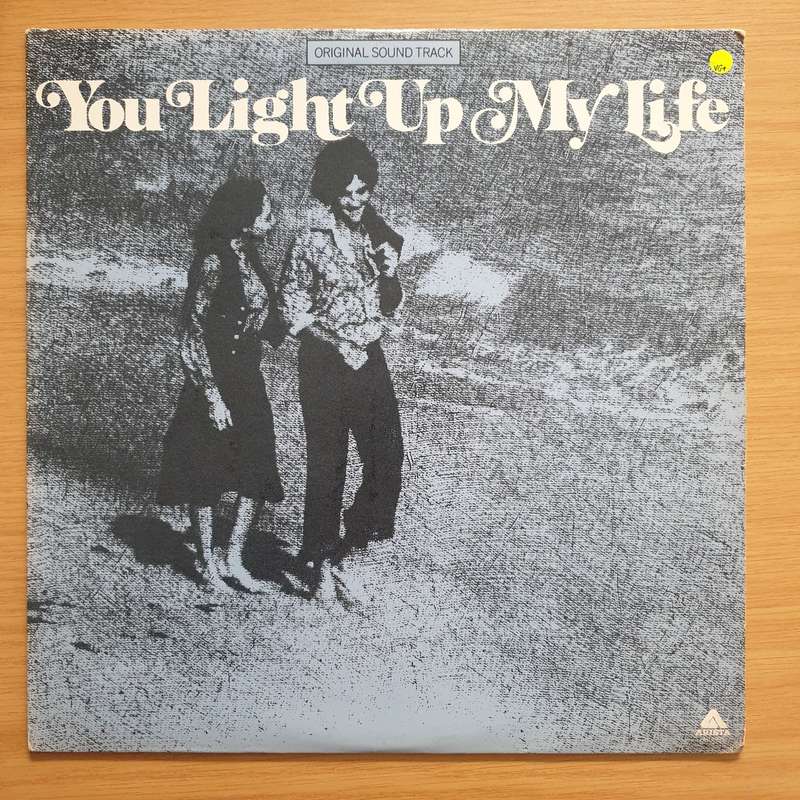 ORIGINAL SOUND TRACK
VG+
You Light Up My Life
ARISTA